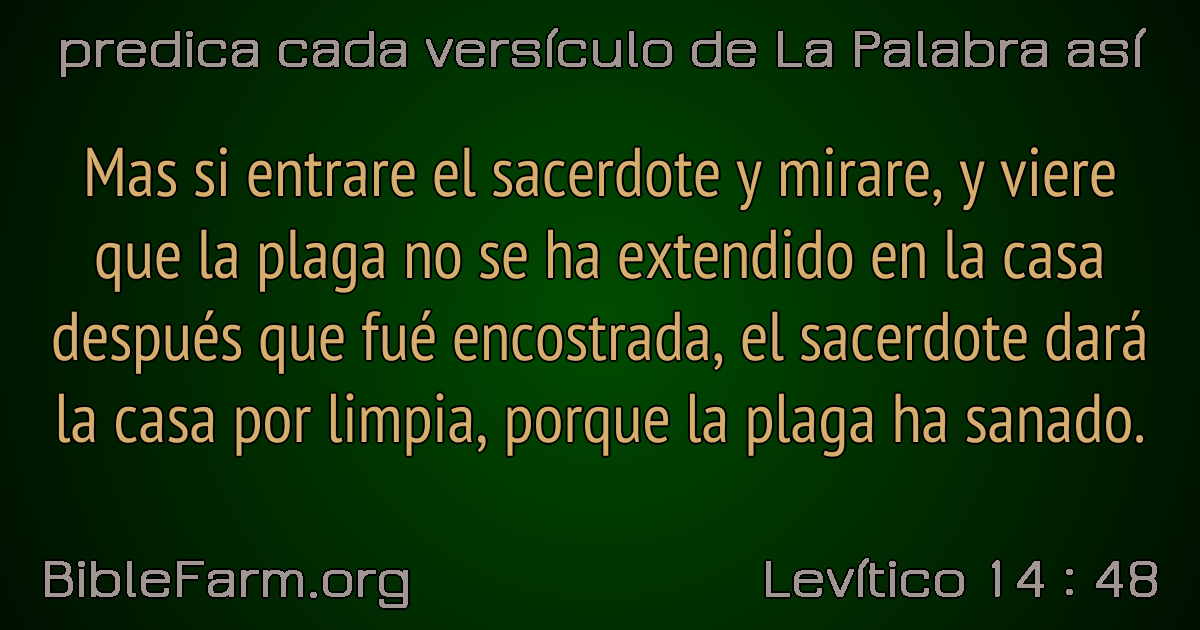 predica cada versículo de La Palabra así
Mas si entrare el sacerdote y mirare, y viere
que la plaga no se ha extendido en la casa
después que fué encostrada, el sacerdote dará
la casa por limpia, porque la plaga ha sanado.
BibleFarm.org
Levítico 14 : 48